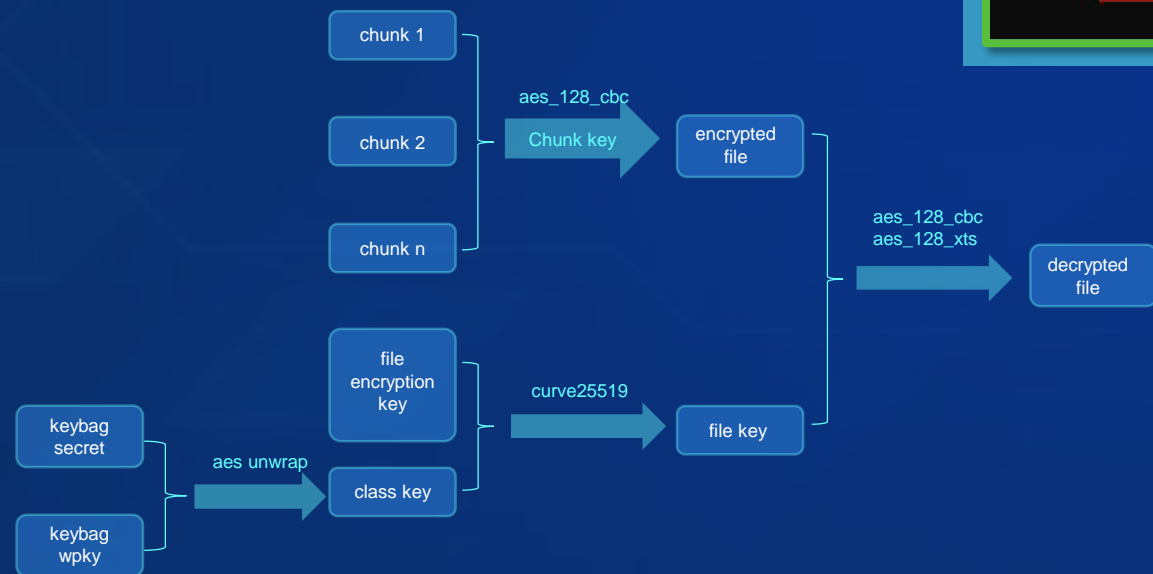 chunk 1
aes_128_cbc
Chunk key
chunk 2
encrypted
file
chunk n
aes_128_cbc
aes_128_xts
decrypted
file
file
encryption
key
curve25519
keybag
secret
file key
aes unwrap
class key
keybag
wpky